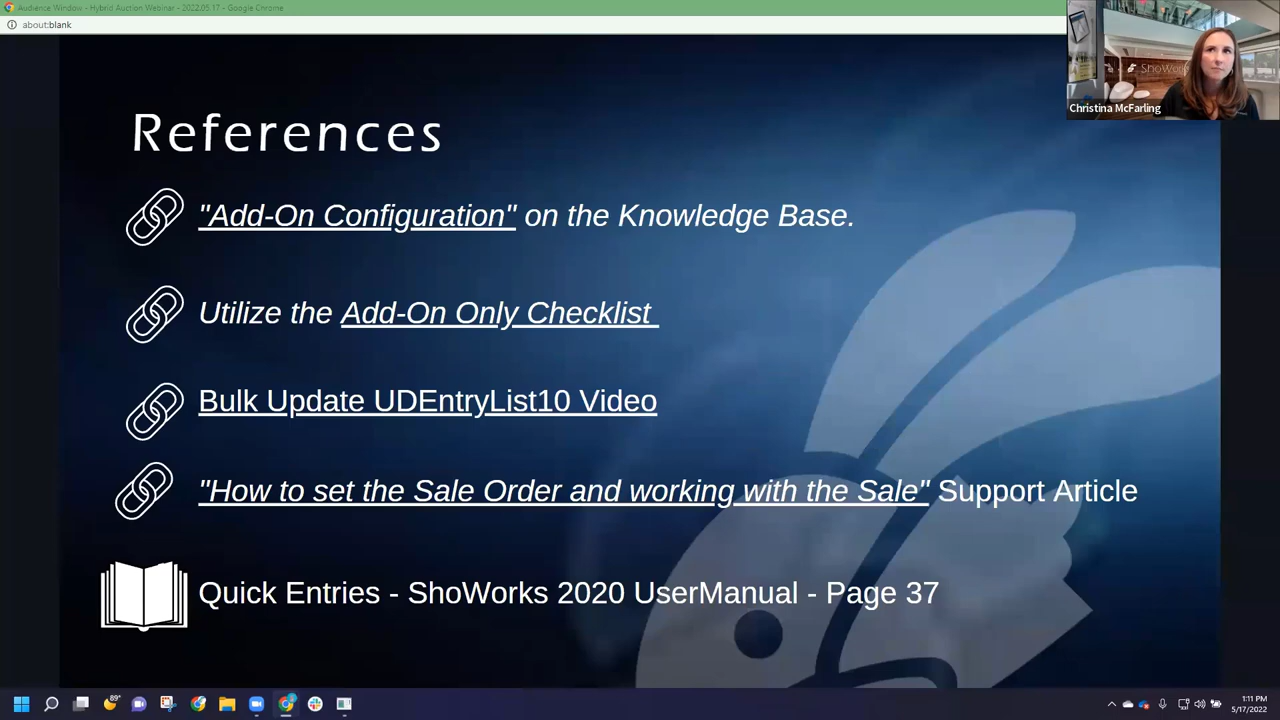 Audience Window - Hybrid Auction Webinar - 2022.05.17 - Google Chrome
about:blank
ShoWor
Christina McFarling
References
"Add-On Configuration" on the Knowledge Base.
Utilize the Add-On Only Checklist
Bulk Update UDEntryList10 Video
"How to set the Sale Order and working with the Sale" Support Article
Quick Entries - ShoWorks 2020 UserManual - Page 37
89°
1:11 PM
5/17/2022